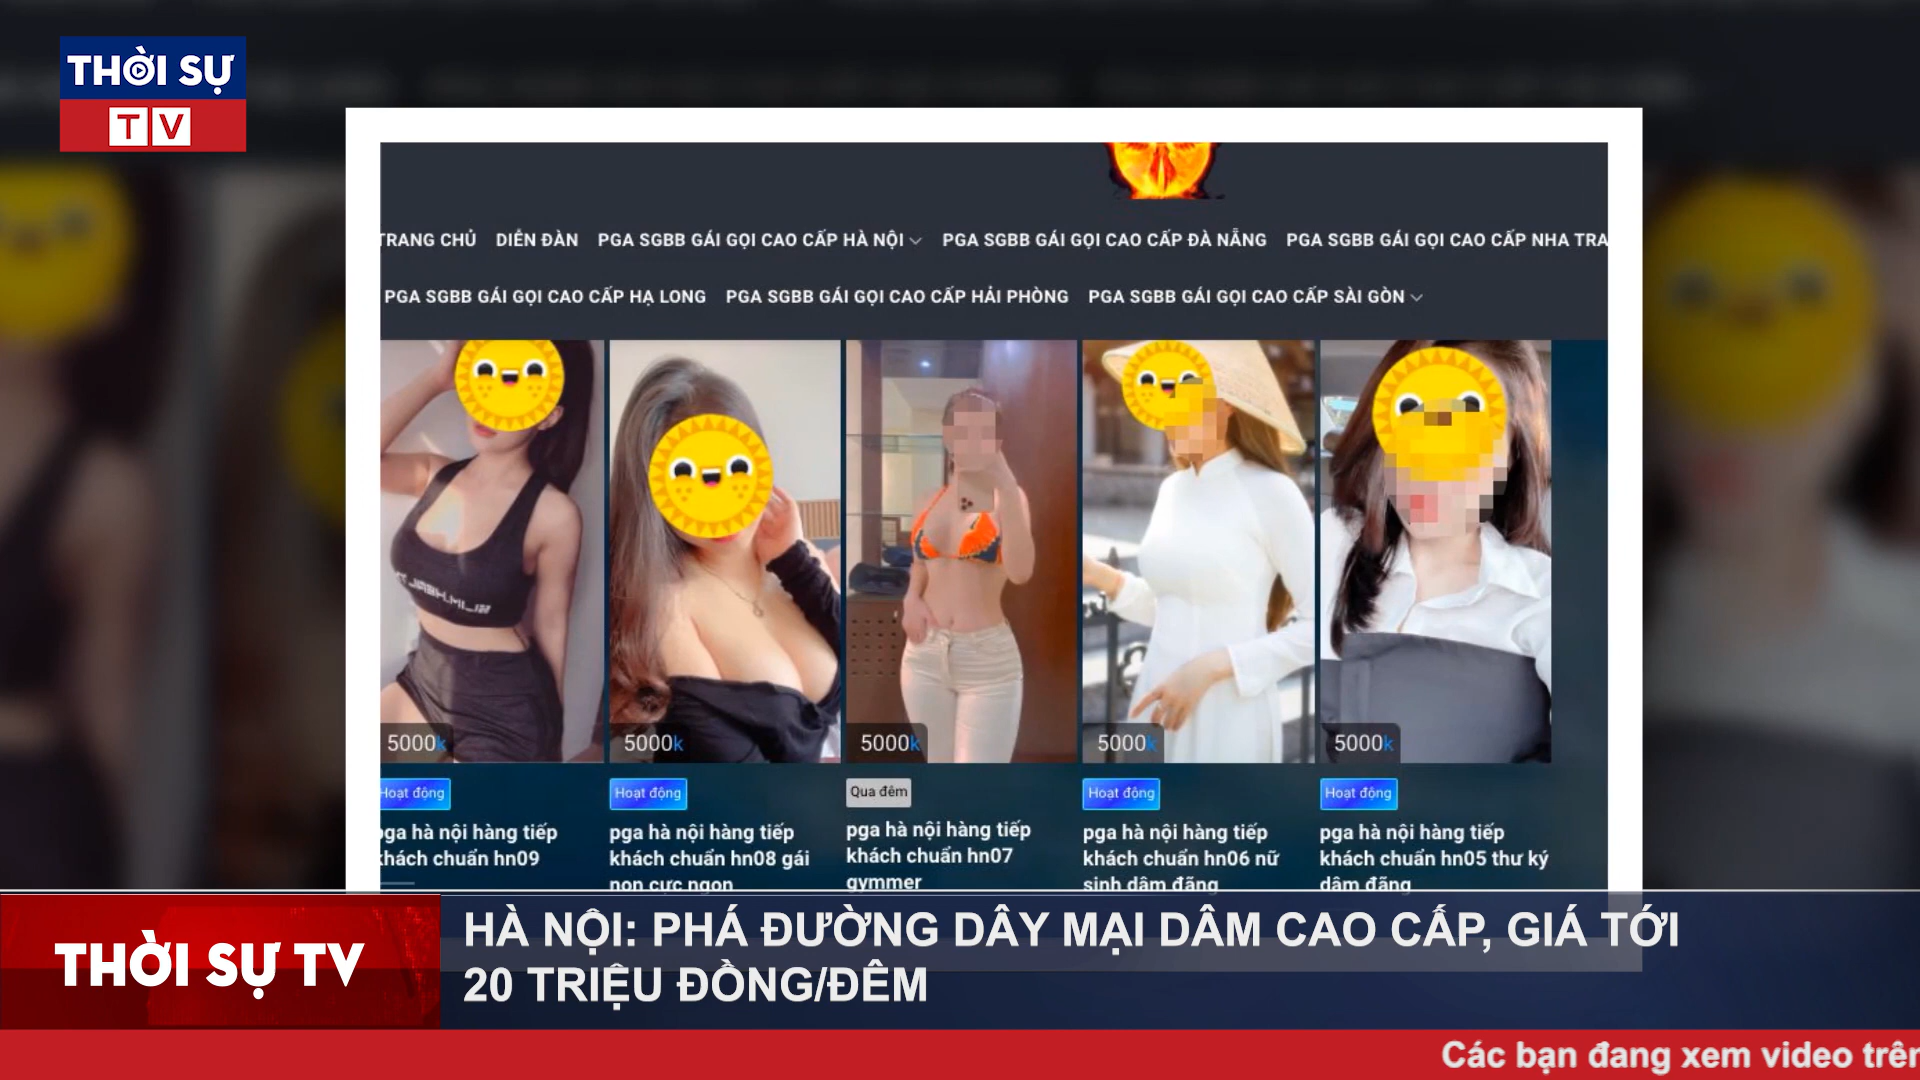 THỜI SỰ
TV
TRANG CHỦ DIỄN ĐÀN PGA SGBB GÁI GỌI CAO CẤP HÀ NỘI PGA SGBB GÁI GỌI CAO CẤP ĐÀ NẴNG PGA SGBB GÁI GỌI CAO CẤP NHA TRA
PGA SGBB GÁI GỌI CAO CẤP HẠ LONG PGA SGBB GÁI GỌI CAO CẤP HẢI PHÒNG PGA SGBB GÁI GỌI CAO CẤP SÀI GÒN
5000k 5000k 5000k 5000k 5000k
Hoạt động Hoạt động Qua đêm Hoạt động Hoạt động
pga hà nội hàng tiếp
khách chuẩn hn09
pga hà nội hàng tiếp
khách chuẩn hn08 gái
non cực ngon
pga hà nội hàng tiếp
khách chuẩn hn07
gymmer
pga hà nội hàng tiếp
khách chuẩn hn06 nữ
sinh dâm đãng
pga hà nội hàng tiếp
khách chuẩn hn05 thư ký
dâm đãng
THỜI SỰ TV
HÀ NỘI: PHÁ ĐƯỜNG DÂY MẠI DÂM CAO CẤP, GIÁ TỚI
20 TRIỆU ĐỒNG/ĐÊM
Các bạn đang xem video trên